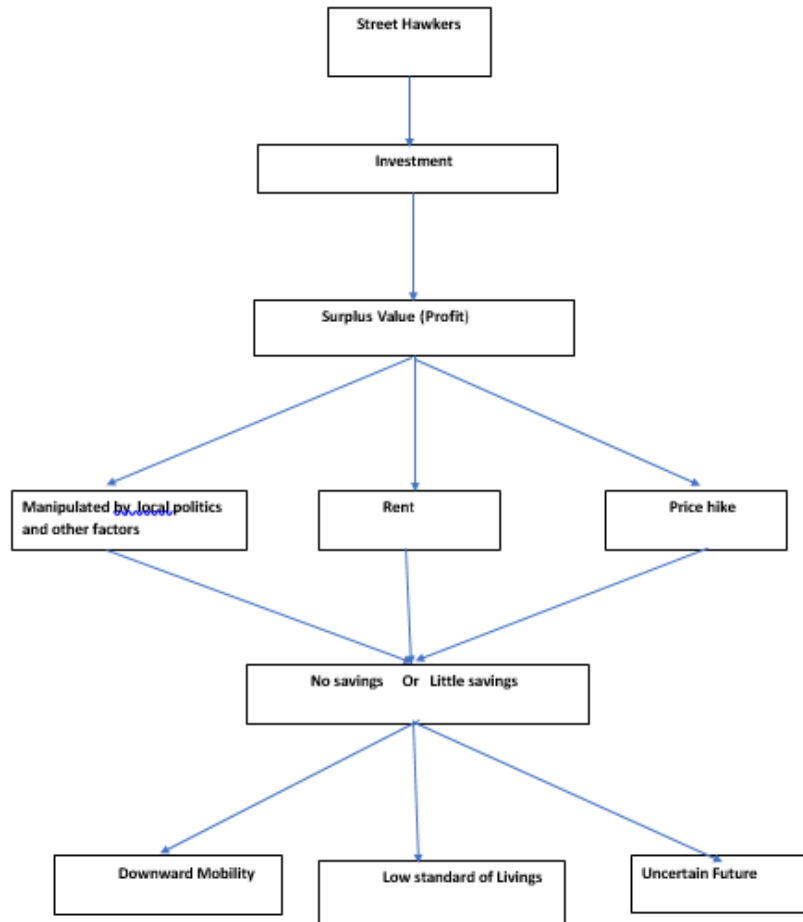 Street Hawkers
Investment
Surplus Value (Profit)
Manipulated by local politics
and other factors
Rent
Price hike
No savings Or Little savings
Downward Mobility
Low standard of Livings
Uncertain Future